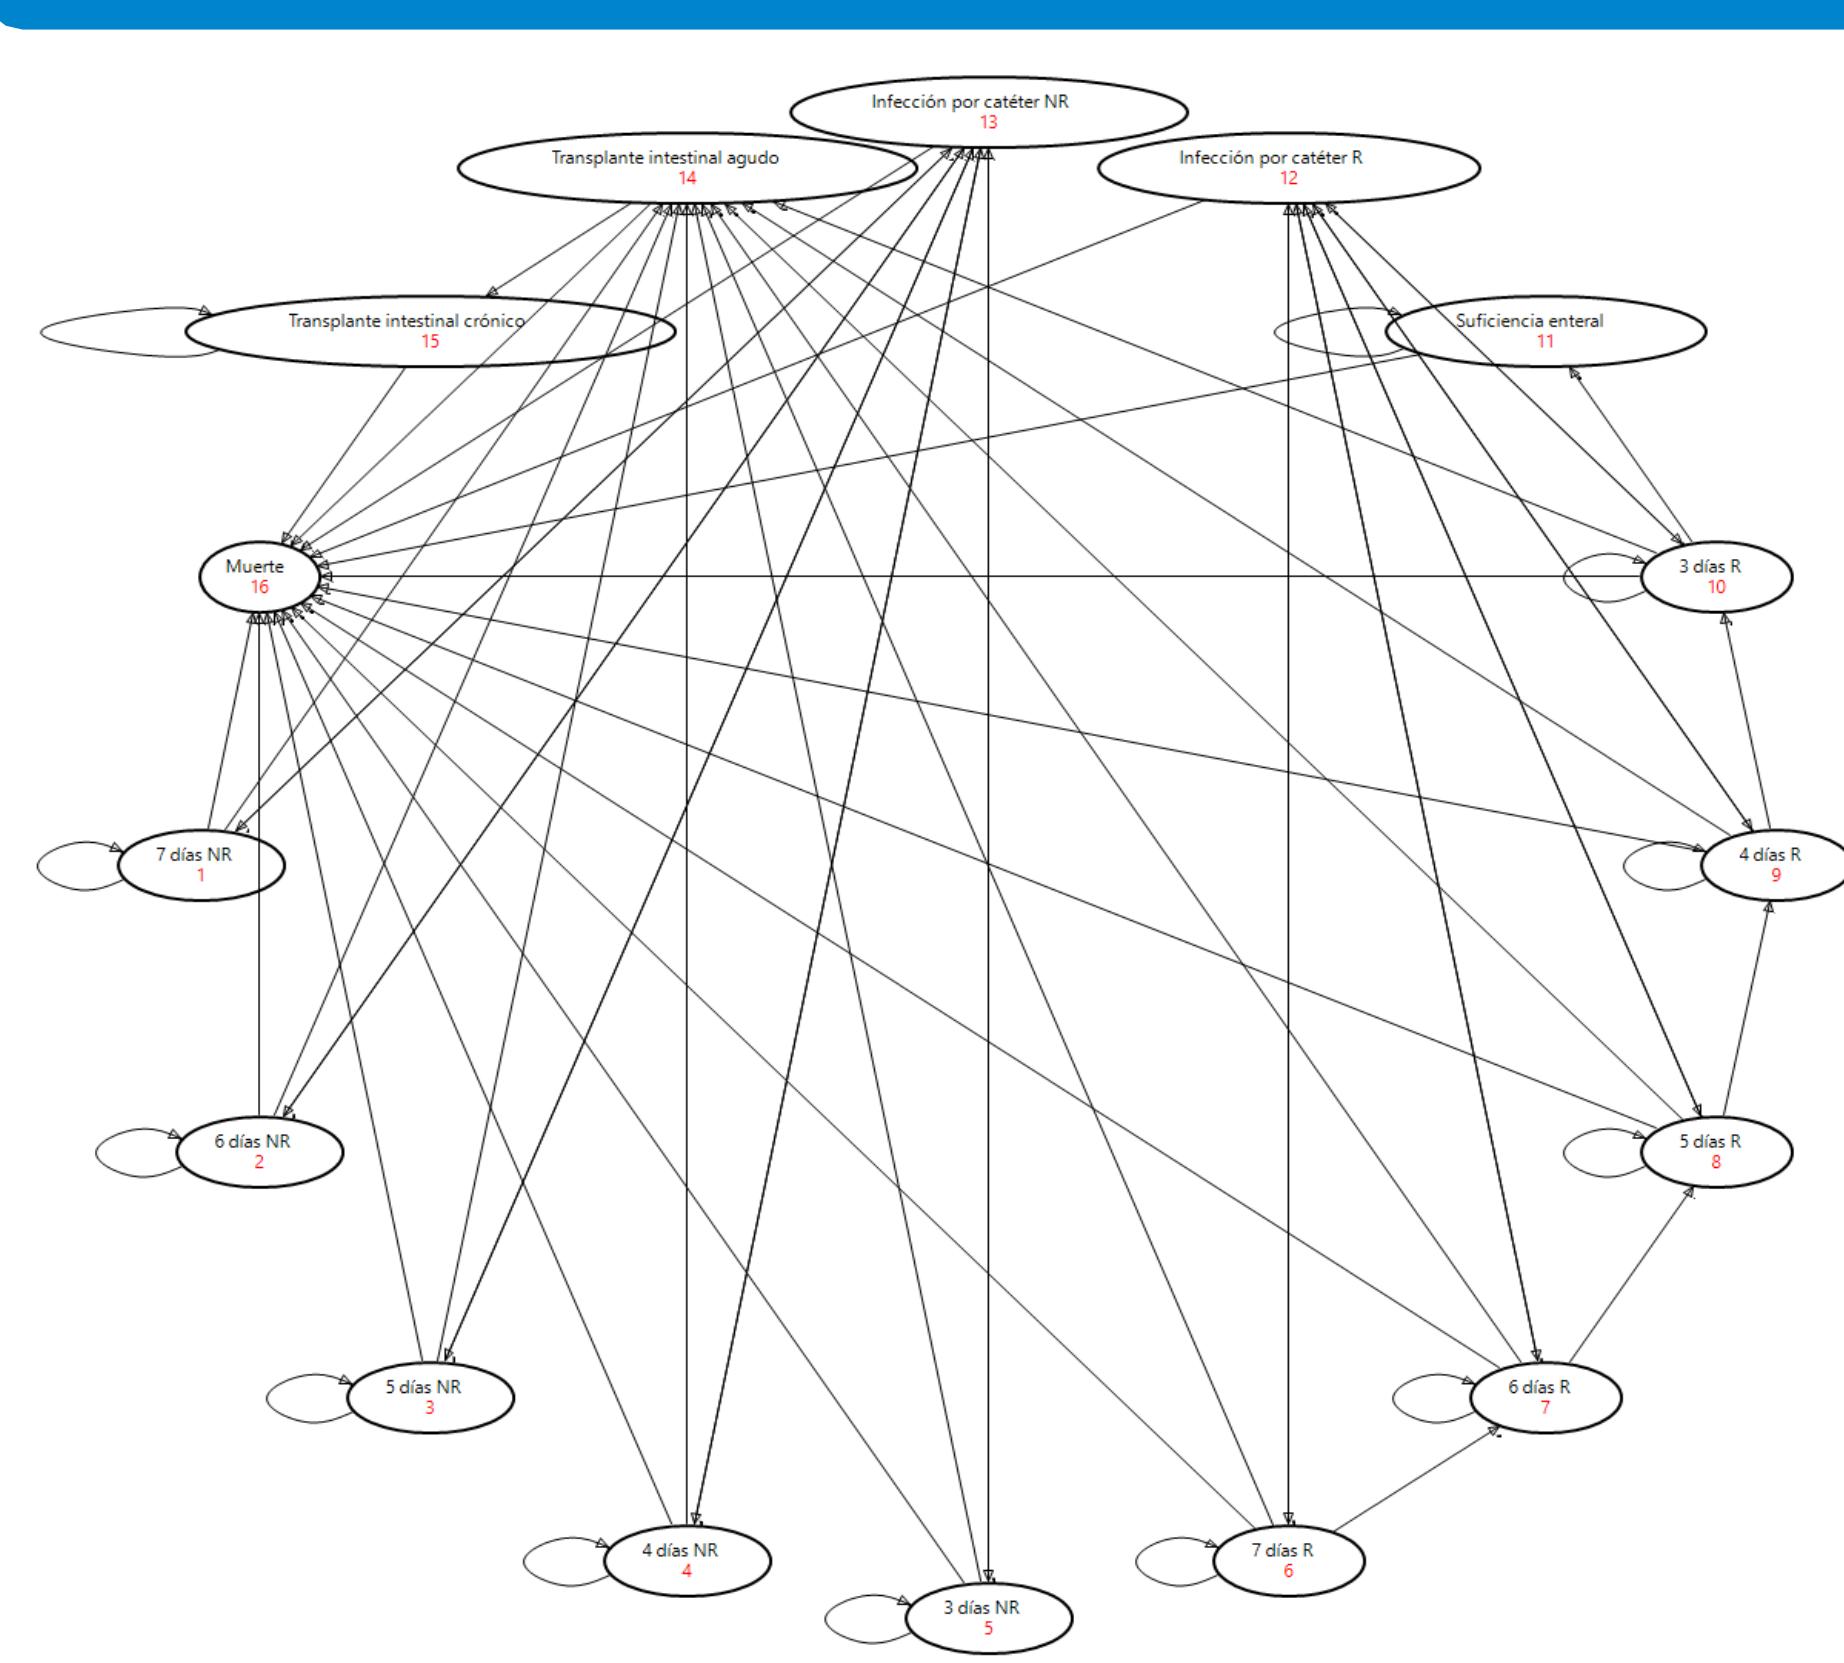 Infección por catéter NR
13
Transplante intestinal agudo
14
Infección por catéter R
12
Transplante intestinal crónico
15
Suficiencia enteral
11
Muerte
16
3 días R
10
7 días NR
1
4 días R
9
6 días NR
2
5 días R
8
5 días NR
3
6 días R
7
4 días NR
4
7 días R
6
3 días NR
5